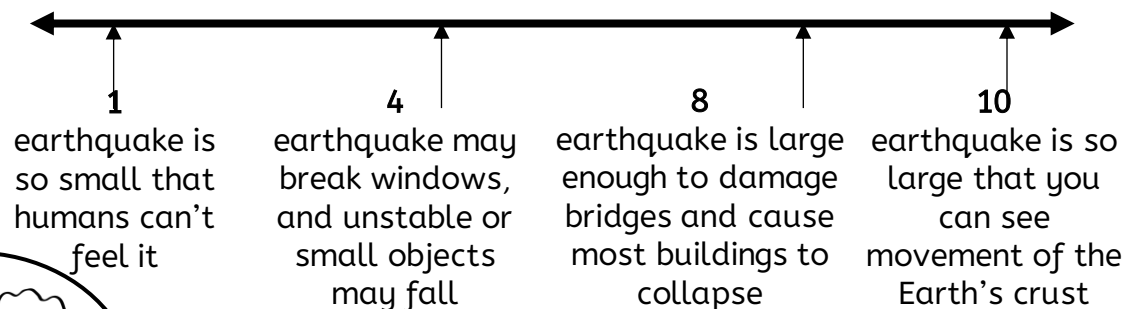 1
earthquake is
so small that
humans can't
feel it
4
earthquake may
break windows,
and unstable or
small objects
may fall
8
earthquake is large
enough to damage
bridges and cause
most buildings to
collapse
10
earthquake is so
large that you
can see
movement of the
Earth's crust